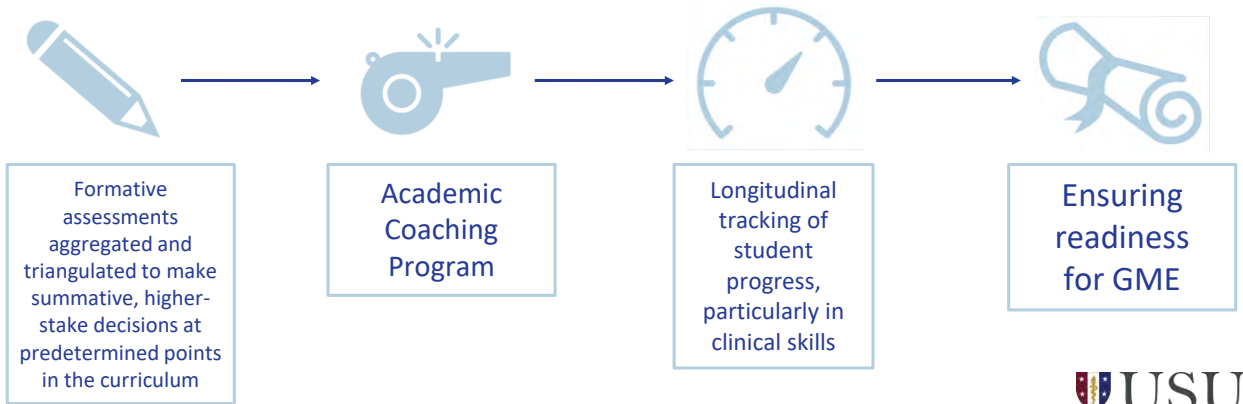 Formative
assessments
aggregated and
triangulated to make
summative, higher-
stake decisions at
predetermined points
in the curriculum
Academic
Coaching
Program
Longitudinal
tracking of
student
progress,
particularly in
clinical skills
Ensuring
readiness
for GME
USU